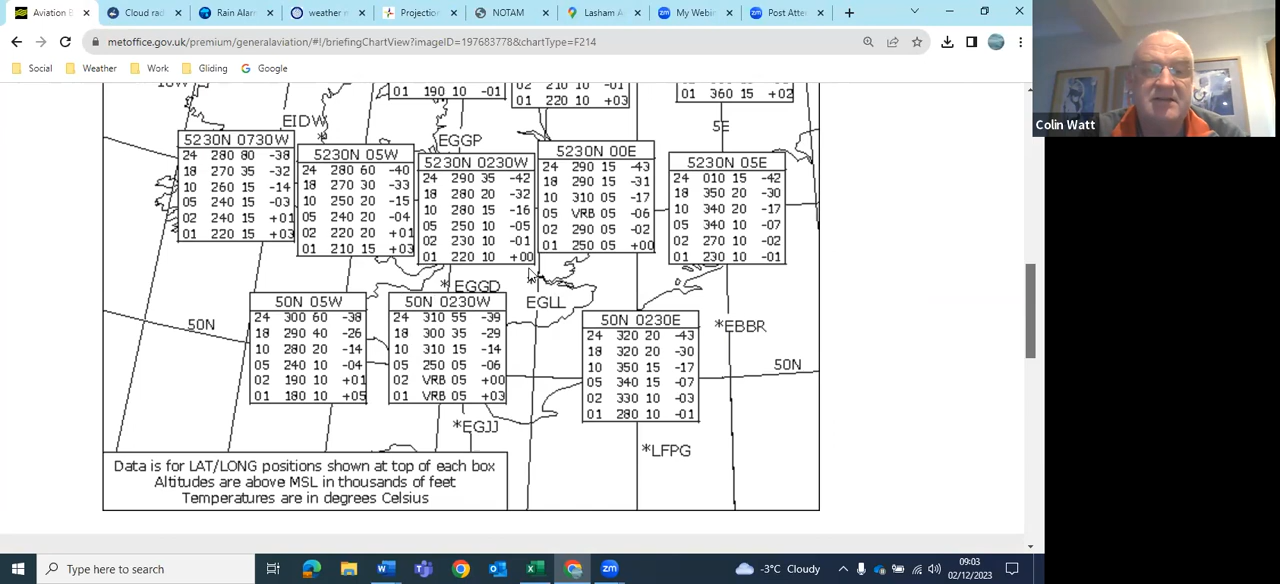 Aviation B
Cloud rad
Rain Alar
weather n
Projection
NOTAM
Lasham A
My Webin
Post Atte
metoffice.gov.uk/premium/generalaviation/#!/briefingChartView?imageID=197683778&chartType=F214
Social
Weather
Work
Gliding
Google
01 190 10 -01
01 220 10 +03
01 360 15 +02
EIDW
*
EGGP
5E
5230N 0730W
24 280 80 -38
18 270 35 -32
10 260 15 -14
05 240 15 -03
02 240 15 +01
01 220 15 +03
5230N 05W
24 280 60 -40
18 270 30 -33
10 250 20 -15
05 240 20 -04
02 220 20 +01
01 210 15 +03
5230N 0230W
24 290 35 -42
18 280 20 -32
10 280 15 -16
05 250 10 -05
02 230 10 -01
01 220 10 +00
5230N 00E
24 290 15 -43
18 290 15 -31
10 310 05 -17
05 VRB 05 -06
02 290 05 -02
01 250 05 +00
5230N 05E
24 010 15 -42
18 350 20 -30
10 340 20 -17
05 340 10 -07
02 270 10 -02
01 230 10 -01
* EGGD
*
EGLL
50N
50N 05W
24 300 60 -38
18 290 40 -26
10 280 20 -14
05 240 10 -04
02 190 10 +01
01 180 10 +05
50N 0230W
24 310 55 -39
18 300 35 -29
10 310 15 -14
05 250 05 -06
02 VRB 05 +00
01 VRB 05 +03
50N 0230E
24 320 20 -43
18 320 20 -30
10 350 15 -17
05 340 15 -07
02 330 10 -03
01 280 10 -01
*EBBR
50N
*EGJJ
*LFPG
Data is for LAT/LONG positions shown at top of each box
Altitudes are above MSL in thousands of feet
Temperatures are in degrees Celsius
Colin Watt
Type here to search
-3°C Cloudy
09:03
02/12/2023